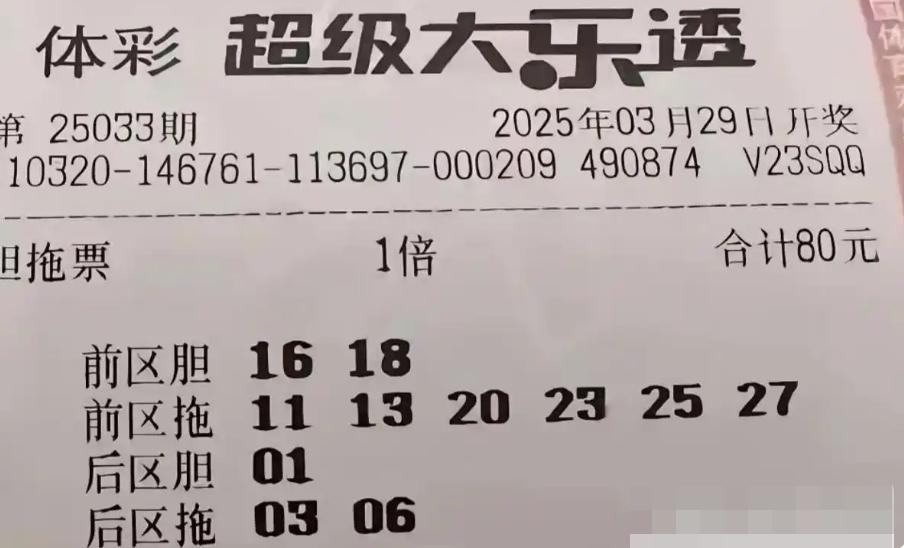 体彩 超级大乐透
第 25033期 2025年03月29日开奖
10320-146761-113697-000209 490874 V23SQQ
胆拖票 1倍 合计80元
前区胆 16 18
前区拖 11 13 20 23 25 27
后区胆 01
后区拖 03 06